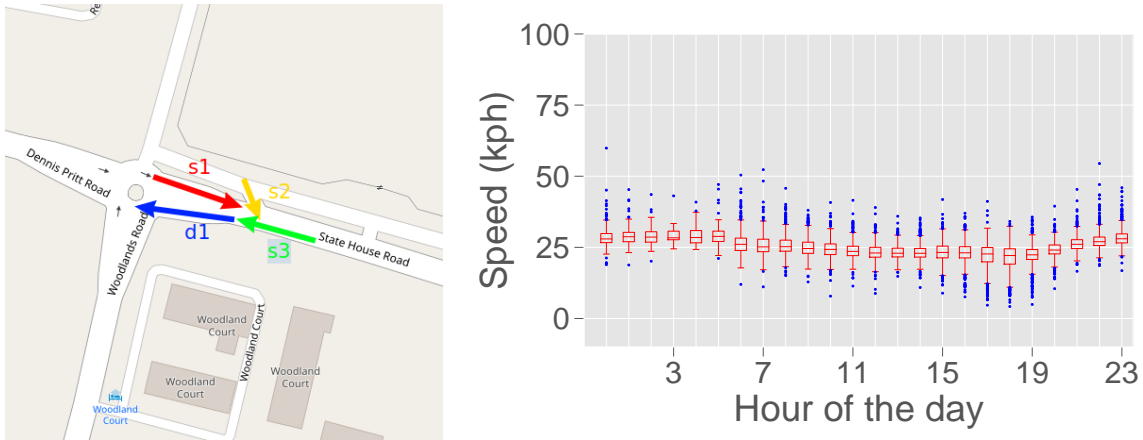 Re
Dennis Pritt Road
s1
s2
d1
s3
State House Road
Woodlands Road
Woodland
Court
Woodland
Court
Woodland
Court
Woodland Court
Woodland
Court
Speed (kph)
100
75
50
25
0
3
7
11
15
19
23
Hour of the day